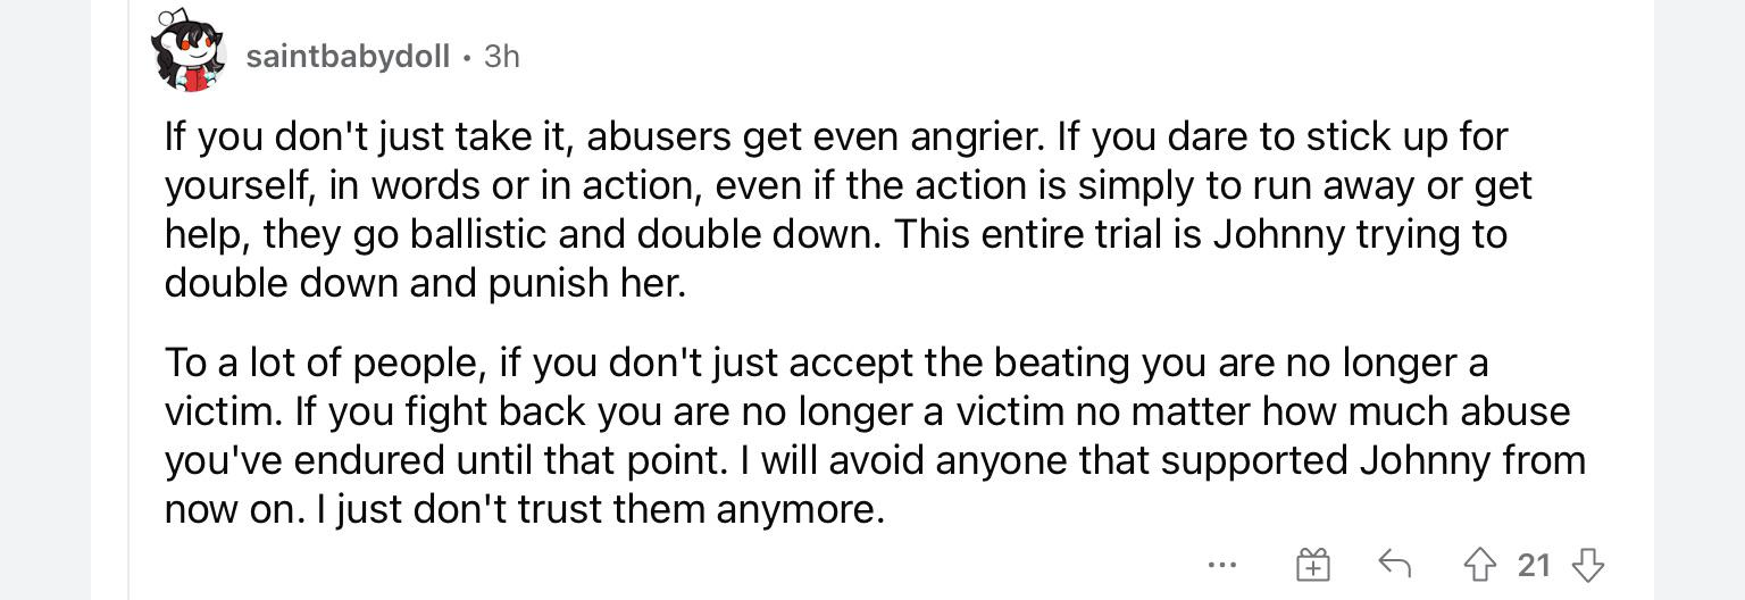 saintbabydoll · 3h
If you don't just take it, abusers get even angrier. If you dare to stick up for
yourself, in words or in action, even if the action is simply to run away or get
help, they go ballistic and double down. This entire trial is Johnny trying to
double down and punish her.
To a lot of people, if you don't just accept the beating you are no longer a
victim. If you fight back you are no longer a victim no matter how much abuse
you've endured until that point. I will avoid anyone that supported Johnny from
now on. I just don't trust them anymore.
21